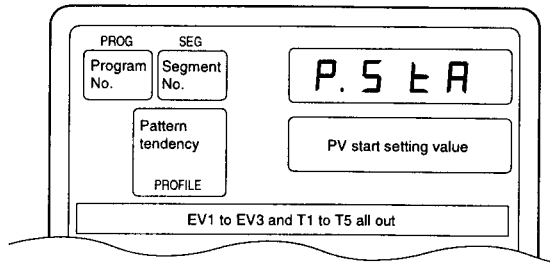 PROG SEG
Program No.
Segment No.
P. S t A
Pattern tendency
PROFILE
PV start setting value
EV1 to EV3 and T1 to T5 all out